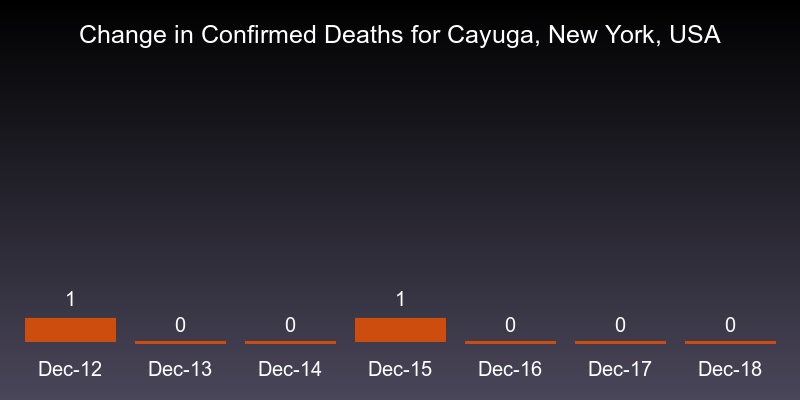 Change in Confirmed Deaths for Cayuga, New York, USA
1 0 0 1 0 0 0
Dec-12 Dec-13 Dec-14 Dec-15 Dec-16 Dec-17 Dec-18